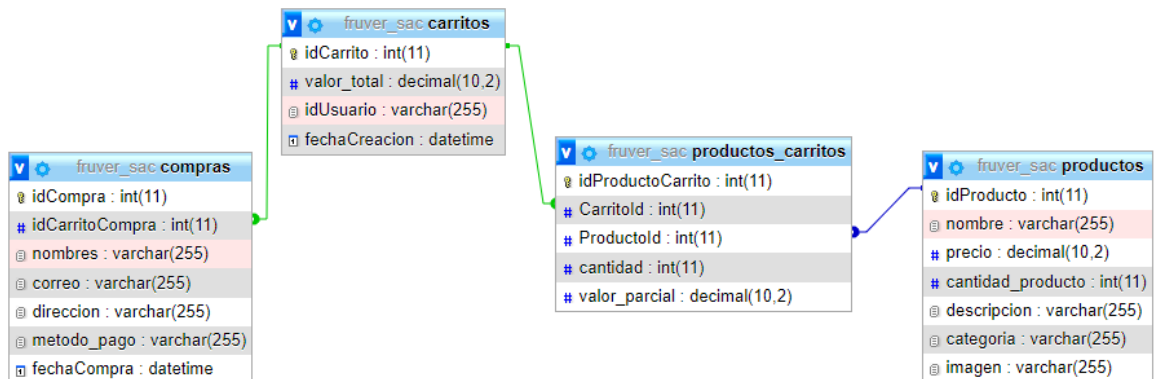 fruver_sac carritos
idCarrito : int(11)
valor_total : decimal(10,2)
idUsuario : varchar(255)
fechaCreacion : datetime
fruver_sac compras
idCompra : int(11)
idCarritoCompra : int(11)
nombres : varchar(255)
correo : varchar(255)
direccion : varchar(255)
metodo_pago : varchar(255)
fechaCompra : datetime
fruver_sac productos_carritos
idProductoCarrito : int(11)
CarritoId : int(11)
ProductoId : int(11)
cantidad : int(11)
valor_parcial : decimal(10,2)
fruver_sac productos
idProducto : int(11)
nombre : varchar(255)
precio : decimal(10,2)
cantidad_producto : int(11)
descripcion : varchar(255)
categoria : varchar(255)
imagen : varchar(255)